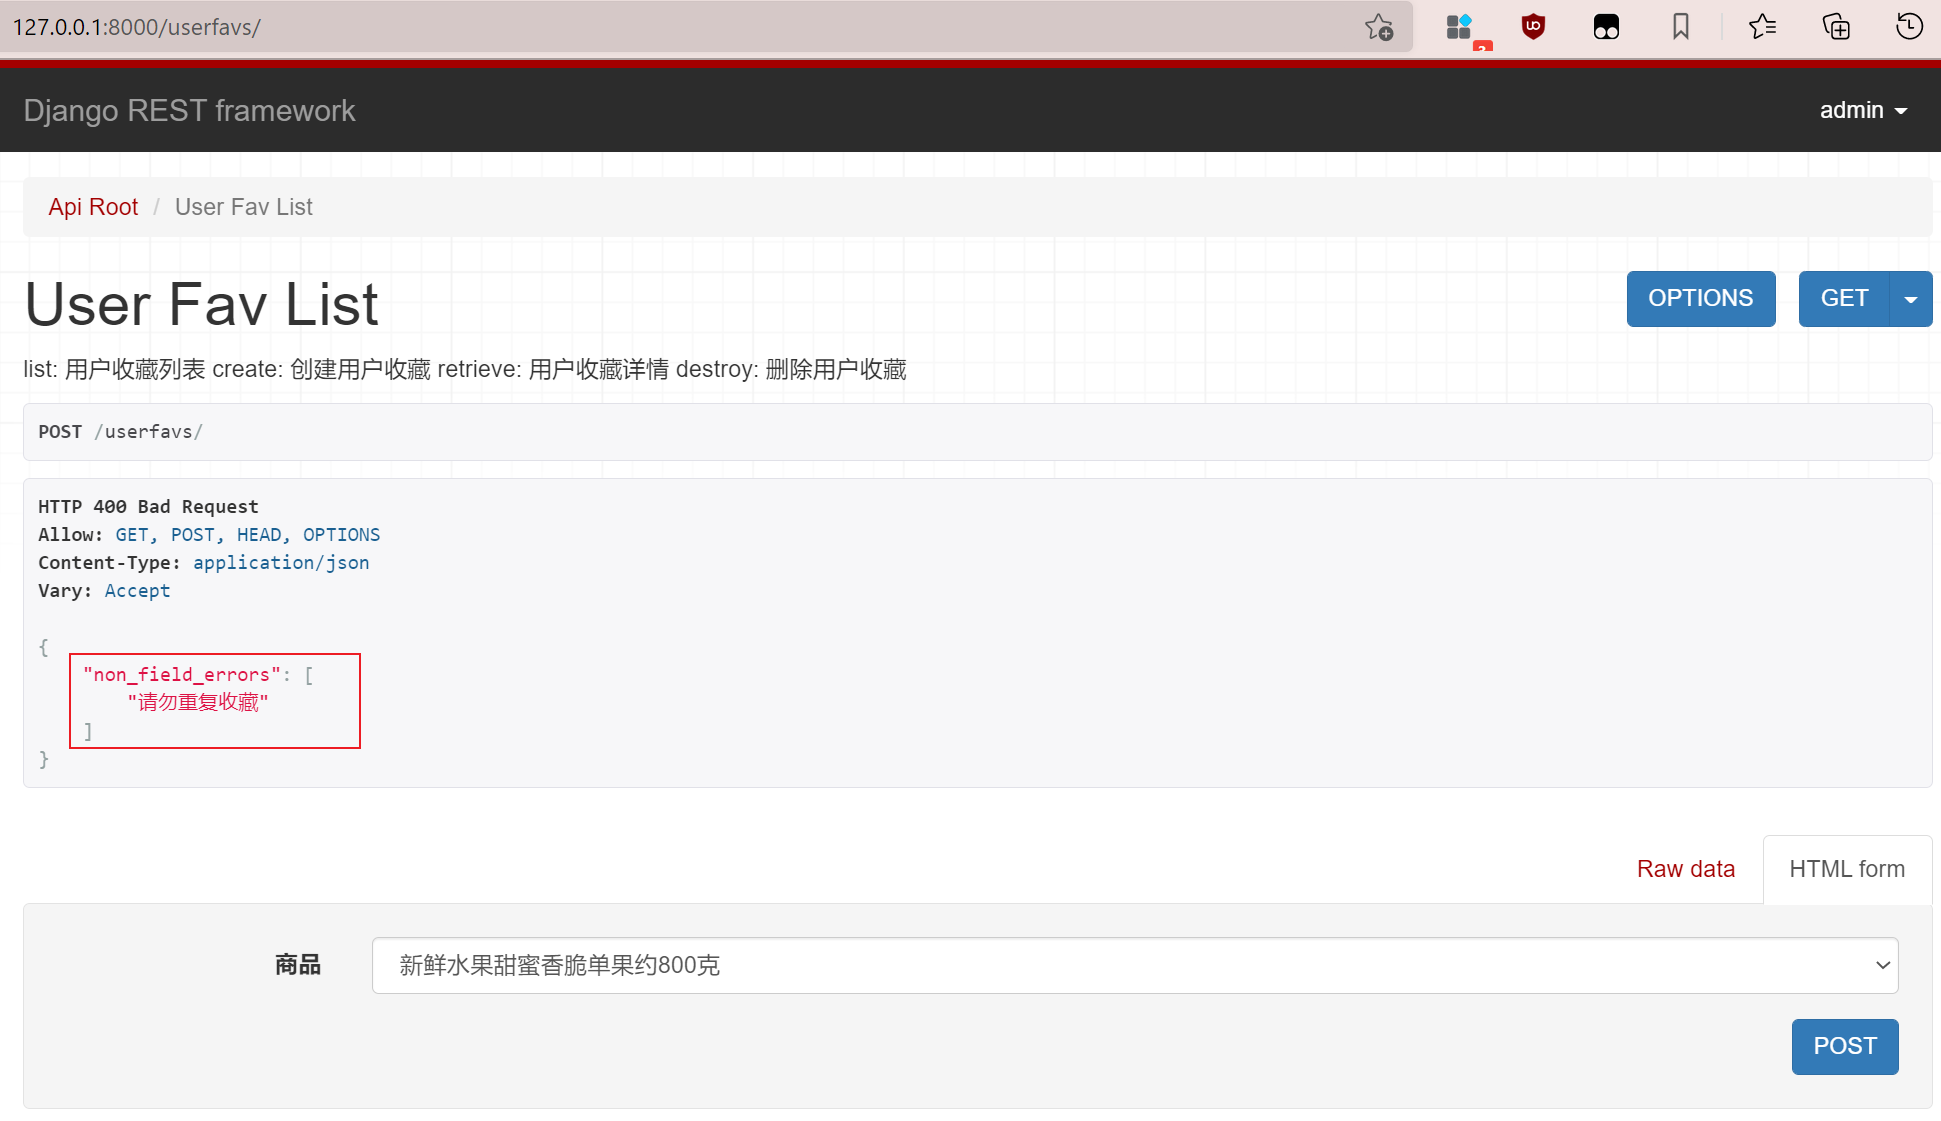 127.0.0.1:8000/userfavs/
Django REST framework
admin
Api Root / User Fav List
User Fav List
OPTIONS
GET
list: 用户收藏列表 create: 创建用户收藏 retrieve: 用户收藏详情 destroy: 删除用户收藏
POST /userfavs/
HTTP 400 Bad Request
Allow: GET, POST, HEAD, OPTIONS
Content-Type: application/json
Vary: Accept
{
"non_field_errors": [
"请勿重复收藏"
]
}
Raw data
HTML form
商品
新鲜水果甜蜜香脆单果约800克
POST